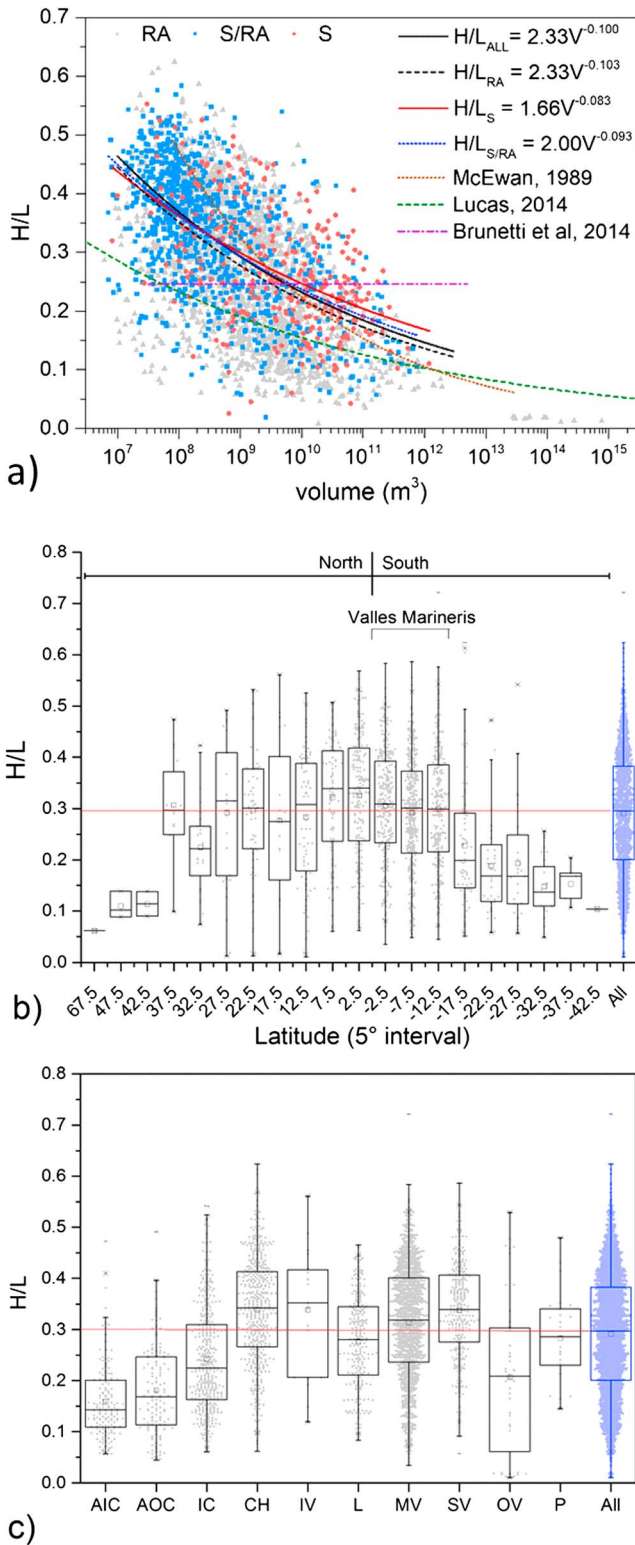 RA S/RA S
H/L_ALL = 2.33V^-0.100
H/L_RA = 2.33V^-0.103
H/L_S = 1.66V^-0.083
H/L_S/RA = 2.00V^-0.093
McEwan, 1989
Lucas, 2014
Brunetti et al, 2014
H/L
0.7
0.6
0.5
0.4
0.3
0.2
0.1
0.0
10^7 10^8 10^9 10^10 10^11 10^12 10^13 10^14 10^15
volume (m^3)
a)
North South
Valles Marineris
H/L
0.8
0.7
0.6
0.5
0.4
0.3
0.2
0.1
0.0
67.5 47.5 42.5 37.5 32.5 27.5 22.5 17.5 12.5 7.5 2.5 -2.5 -7.5 -12.5 -17.5 -22.5 -27.5 -32.5 -37.5 -42.5 All
Latitude (5° interval)
b)
H/L
0.8
0.7
0.6
0.5
0.4
0.3
0.2
0.1
0.0
AIC AOC IC CH IV L MV SV OV P All
c)